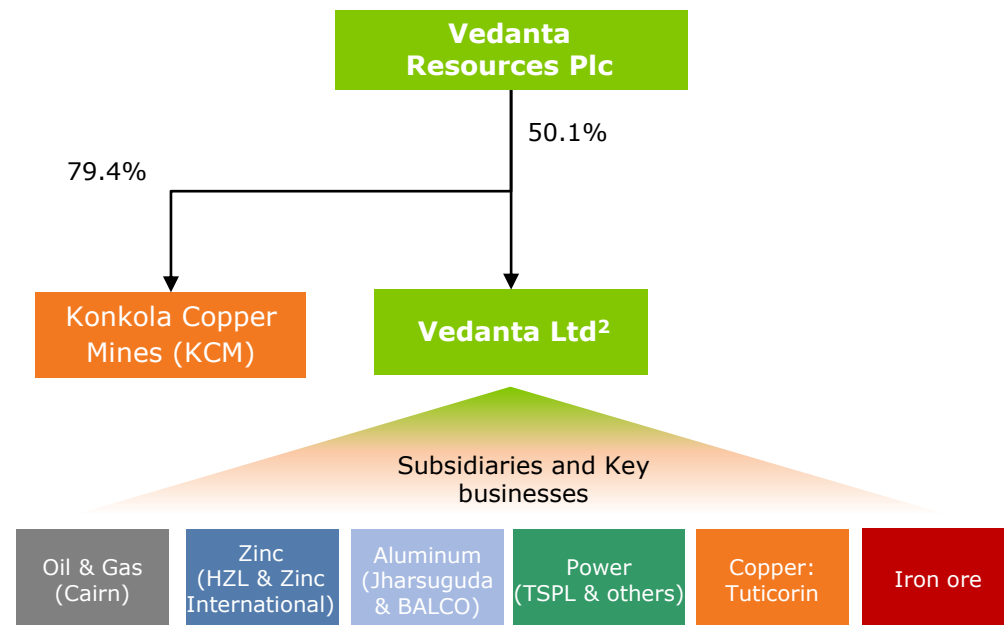 Vedanta
Resources Plc
50.1%
79.4%
Konkola Copper
Mines (KCM)
Vedanta Ltd²
Subsidiaries and Key
businesses
Oil & Gas
(Cairn)
Zinc
(HZL & Zinc
International)
Aluminum
(Jharsuguda
& BALCO)
Power
(TSPL & others)
Copper:
Tuticorin
Iron ore